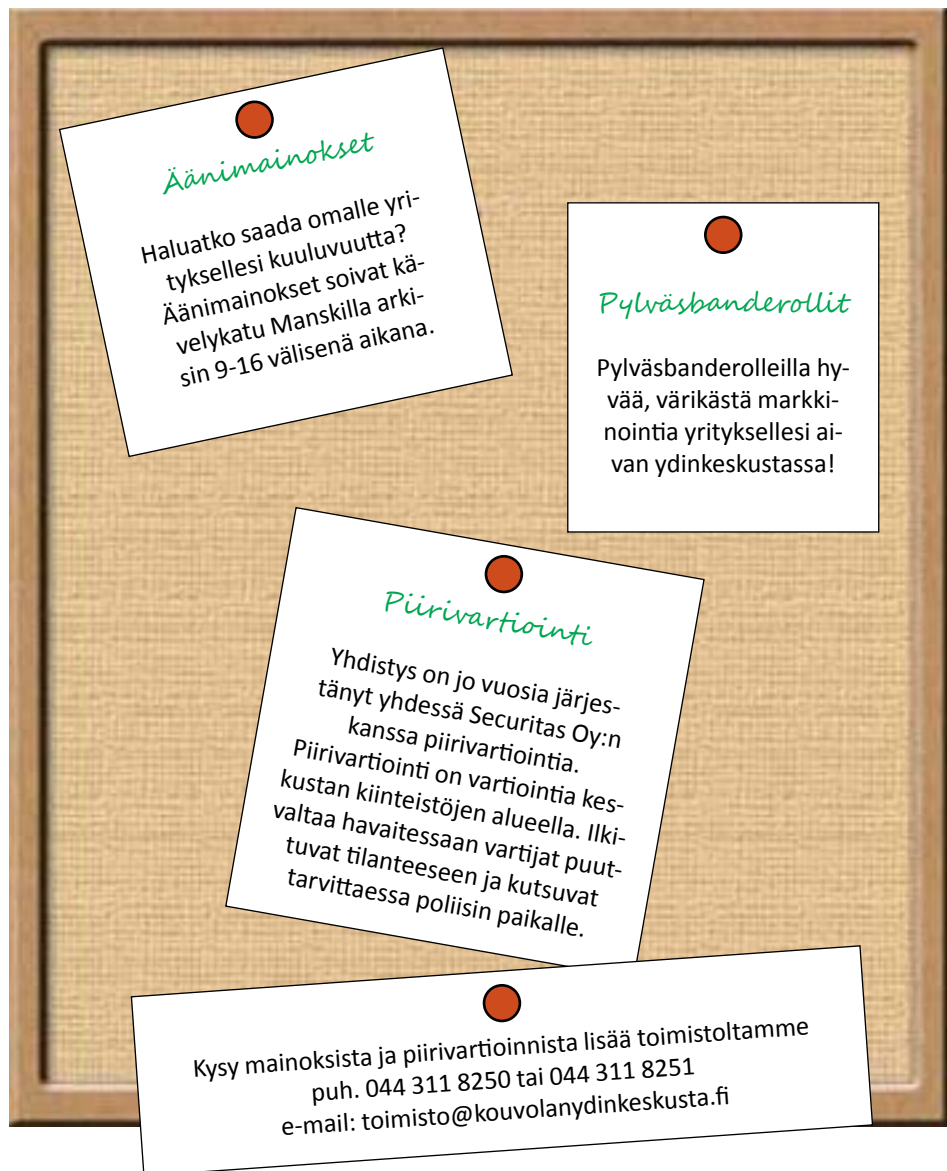 Äänimainokset
Haluatko saada omalle yri-
tyksellesi kuuluvuutta?
Äänimainokset soivat kä-
velykatu Manskilla arki-
sin 9-16 välisenä aikana.
Pylväsbanderollit
Pylväsbanderolleilla hy-
vää, värikästä markki-
nointia yrityksellesi ai-
van ydinkeskustassa!
Piirivartiointi
Yhdistys on jo vuosia järjes-
tänyt yhdessä Securitas Oy:n
kanssa piirivartiointia.
Piirivartiointi on vartiointia kes-
kustan kiinteistöjen alueella. Ilki-
valtaa havaitessaan vartijat puut-
tuvat tilanteeseen ja kutsuvat
tarvittaessa poliisin paikalle.
Kysy mainoksista ja piirivartioinnista lisää toimistoltamme
puh. 044 311 8250 tai 044 311 8251
e-mail: toimisto@kouvolanydinkeskusta.fi